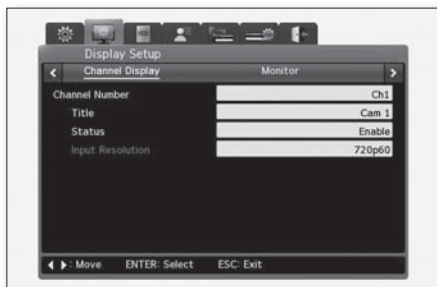 Display Setup
< Channel Display Monitor >
Channel Number Ch1
Title Cam 1
Status Enable
Input Resolution 720p60
◀ ▶: Move ENTER: Select ESC: Exit